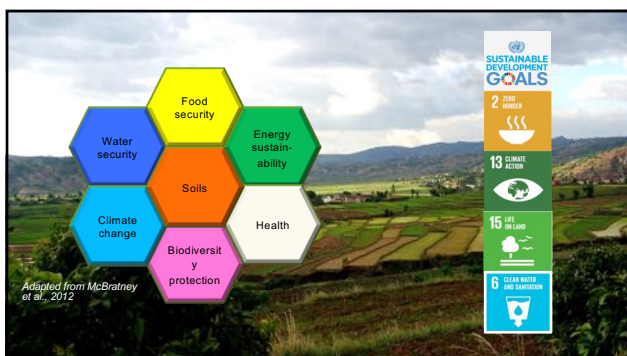 Food
security
Water
security
Energy
sustain-
ability
Soils
Climate
change
Health
Biodiversit
y
protection
Adapted from McBratney
et al., 2012
SUSTAINABLE
DEVELOPMENT
GOALS
2 ZERO
HUNGER
13 CLIMATE
ACTION
15 LIFE
ON LAND
6 CLEAN WATER
AND SANITATION